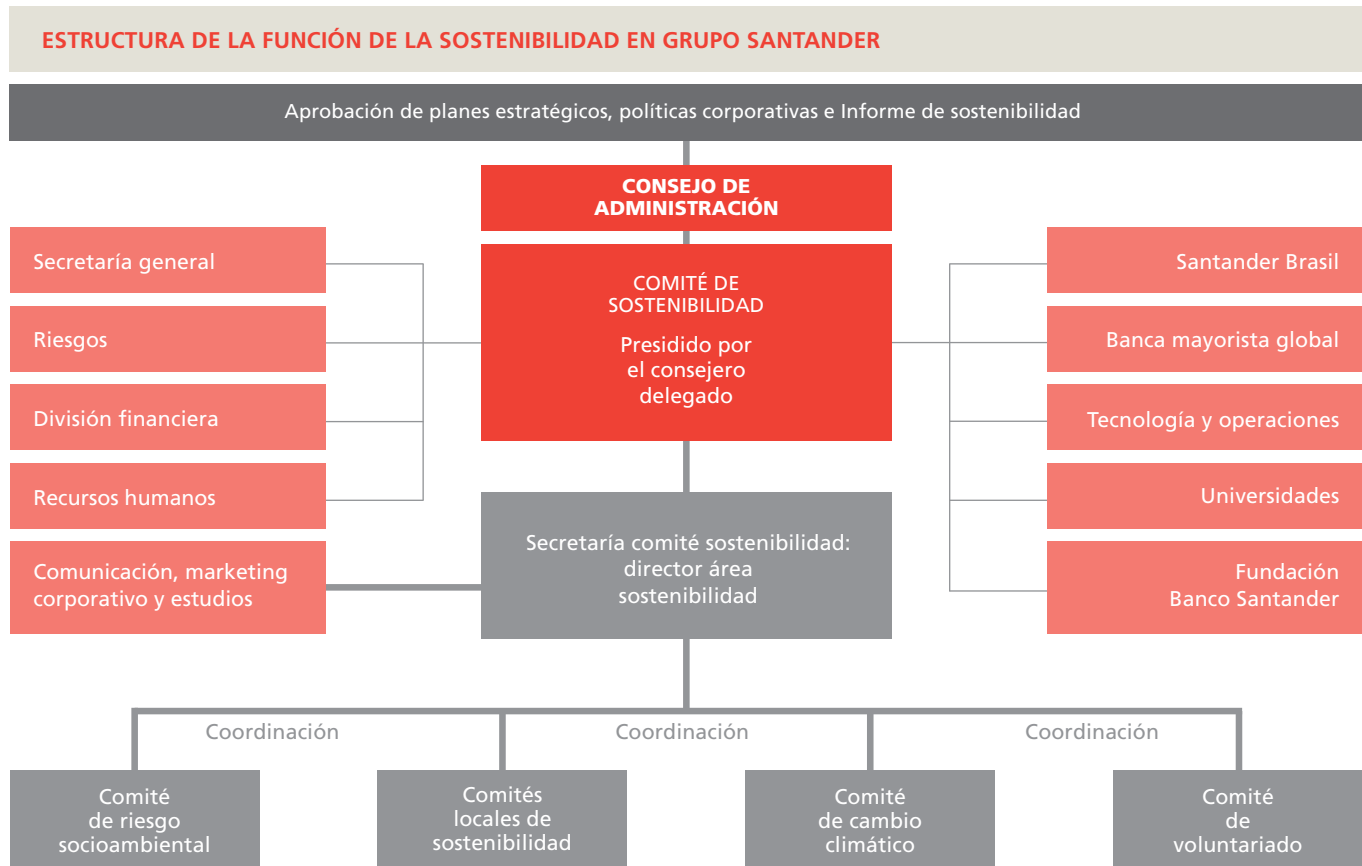 ESTRUCTURA DE LA FUNCIÓN DE LA SOSTENIBILIDAD EN GRUPO SANTANDER
Aprobación de planes estratégicos, políticas corporativas e Informe de sostenibilidad
CONSEJO DE
ADMINISTRACIÓN
Secretaría general
Riesgos
División financiera
Recursos humanos
Comunicación, marketing
corporativo y estudios
COMITÉ DE
SOSTENIBILIDAD
Presidido por
el consejero
delegado
Secretaría comité sostenibilidad:
director área
sostenibilidad
Santander Brasil
Banca mayorista global
Tecnología y operaciones
Universidades
Fundación
Banco Santander
Coordinación
Coordinación
Coordinación
Comité
de riesgo
socioambiental
Comités
locales de
sostenibilidad
Comité
de cambio
climático
Comité
de
voluntariado